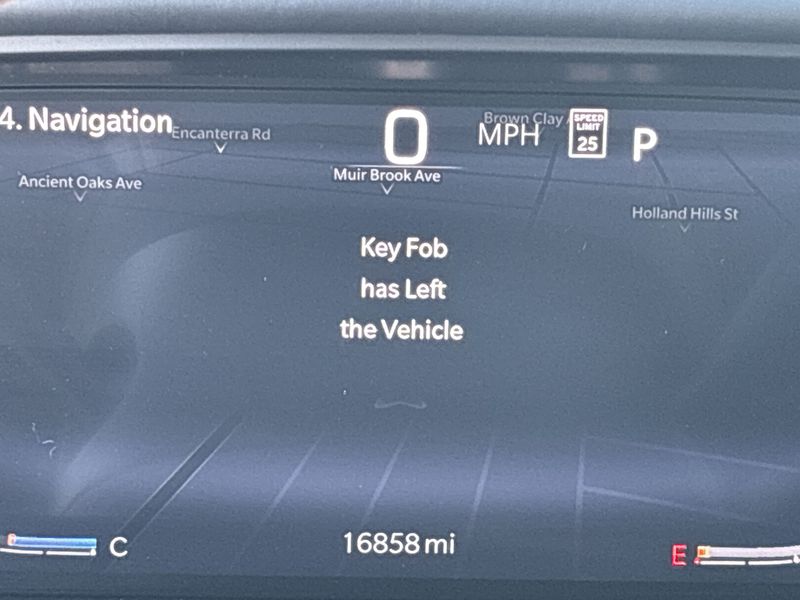 4. Navigation
Encanterra Rd
0
MPH
Brown Clay
SPEED
LIMIT
25
P
Ancient Oaks Ave
Muir Brook Ave
Holland Hills St
Key Fob
has Left
the Vehicle
C
16858 mi
E